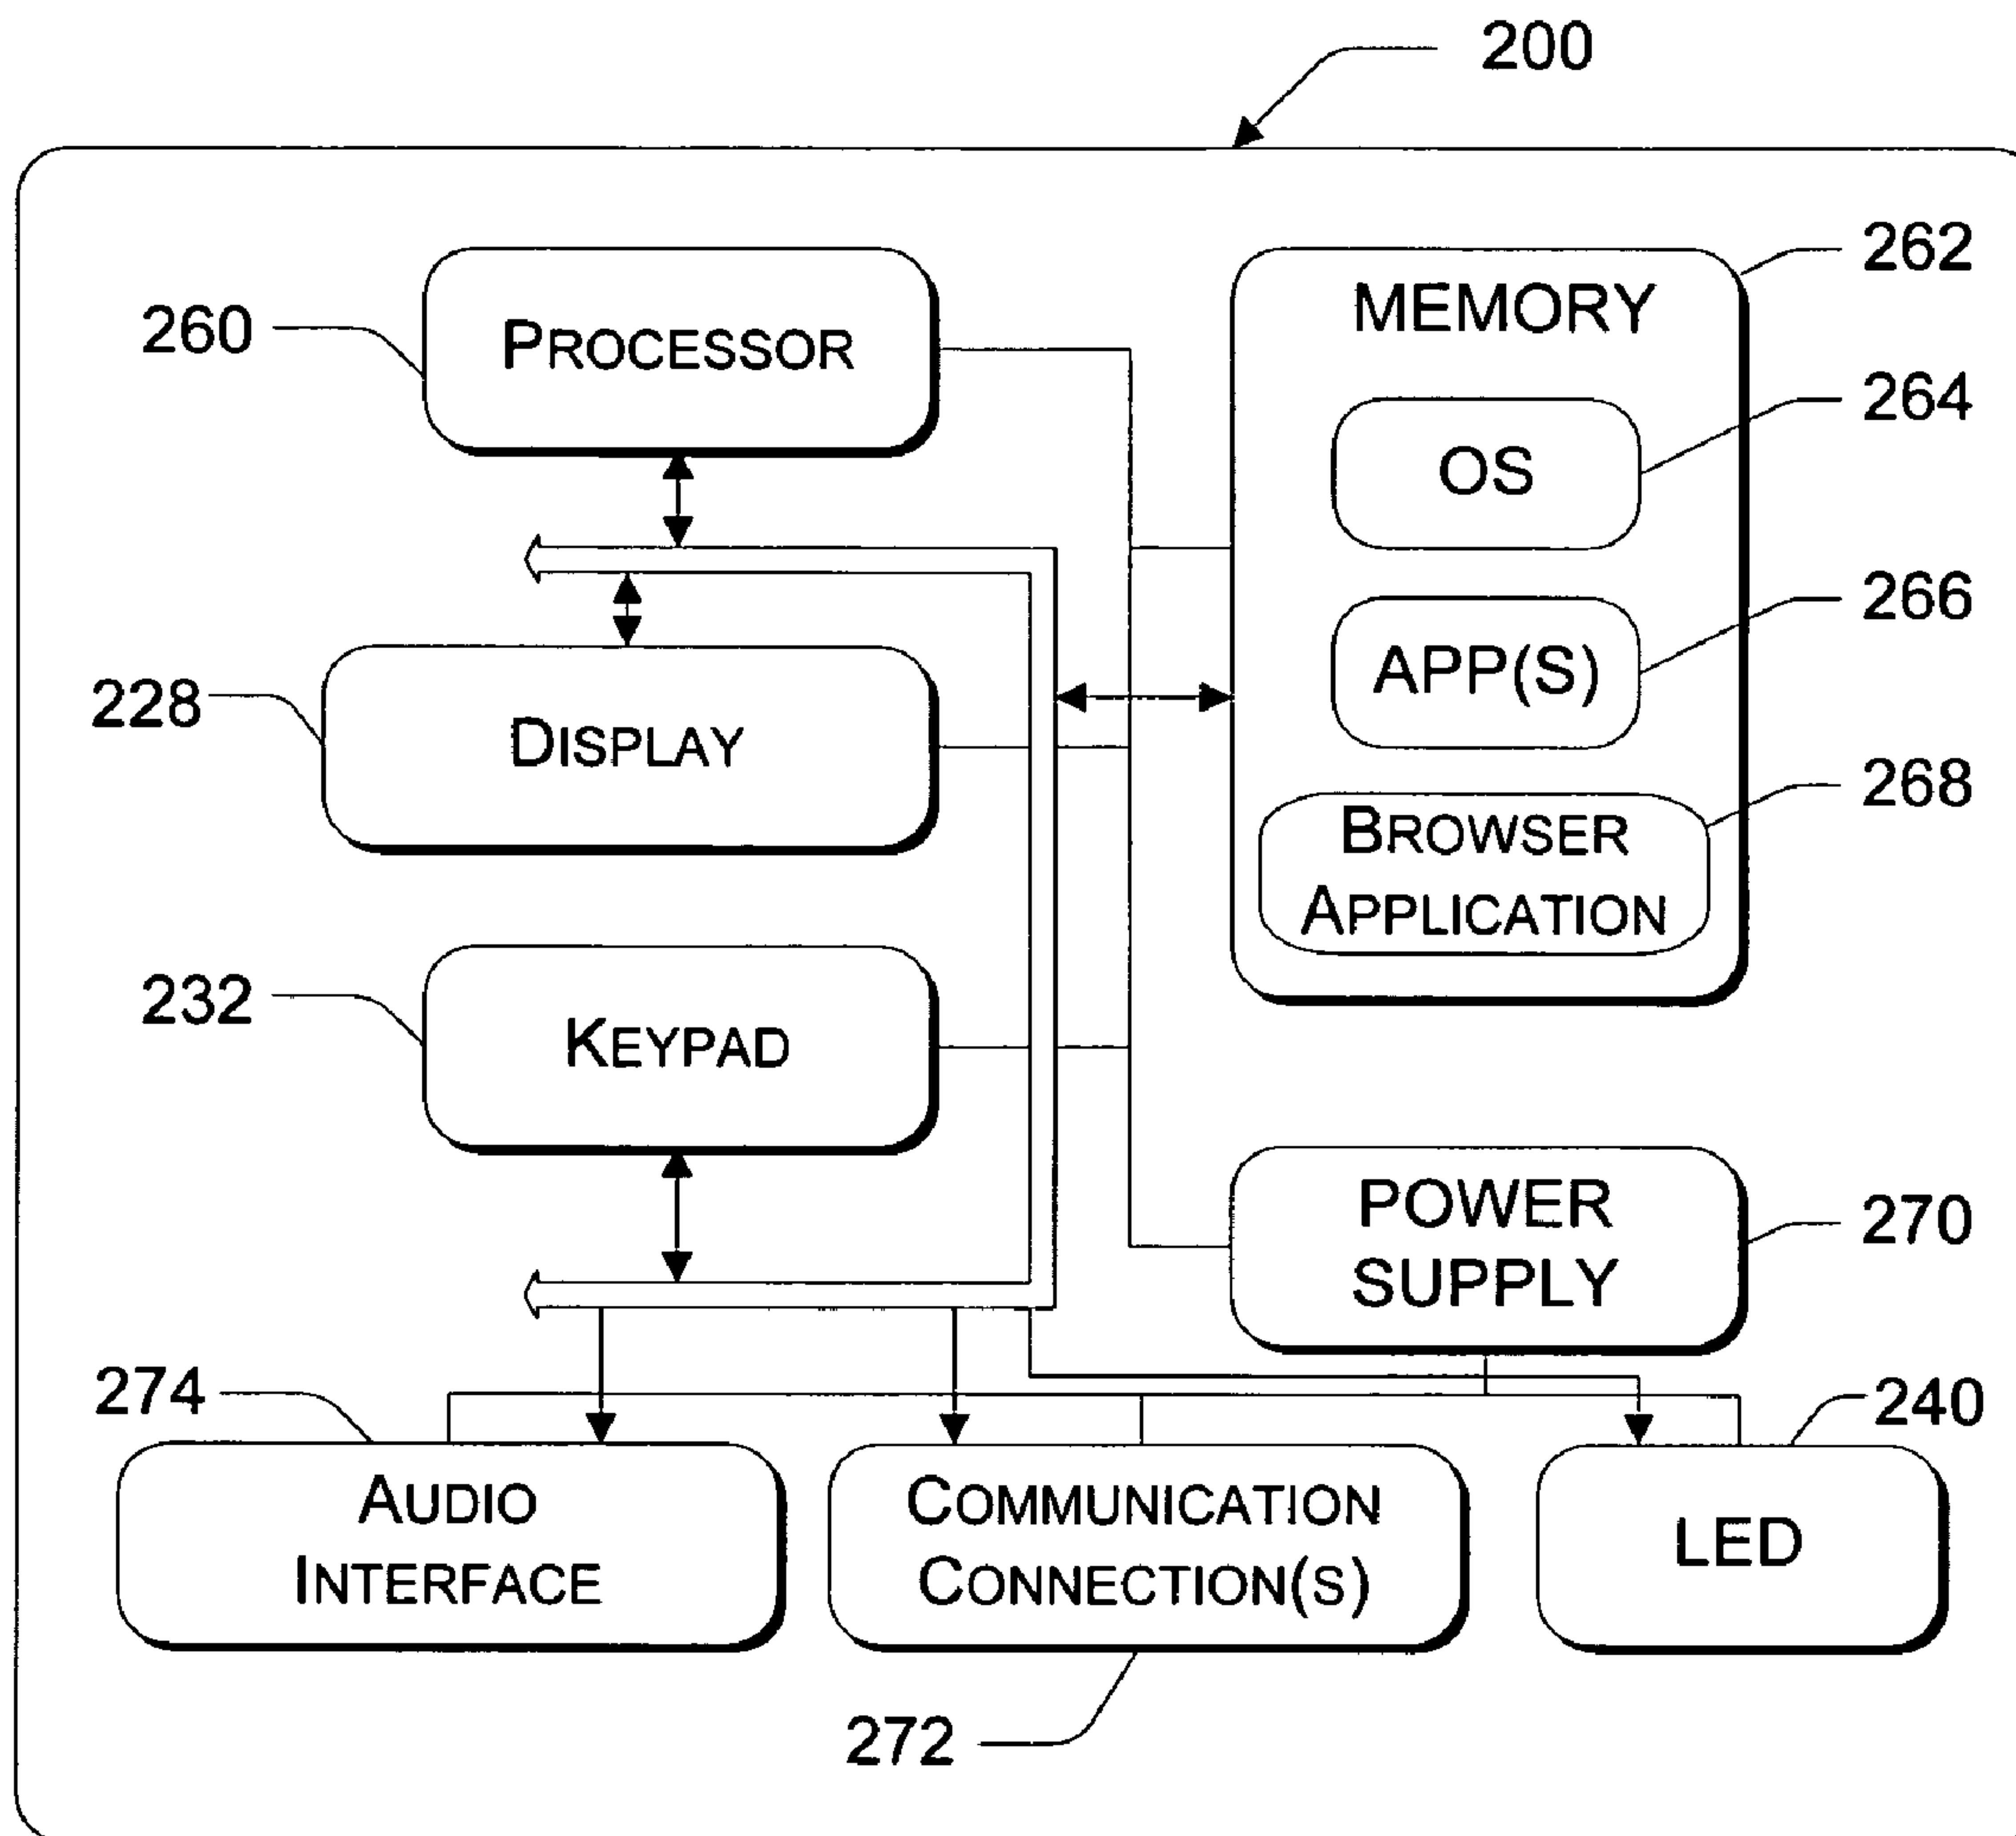 200
262
MEMORY
260
PROCESSOR
264
OS
266
APP(S)
228
DISPLAY
268
BROWSER
APPLICATION
232
KEYPAD
POWER
SUPPLY
270
274
240
AUDIO
INTERFACE
COMMUNICATION
CONNECTION(S)
LED
272